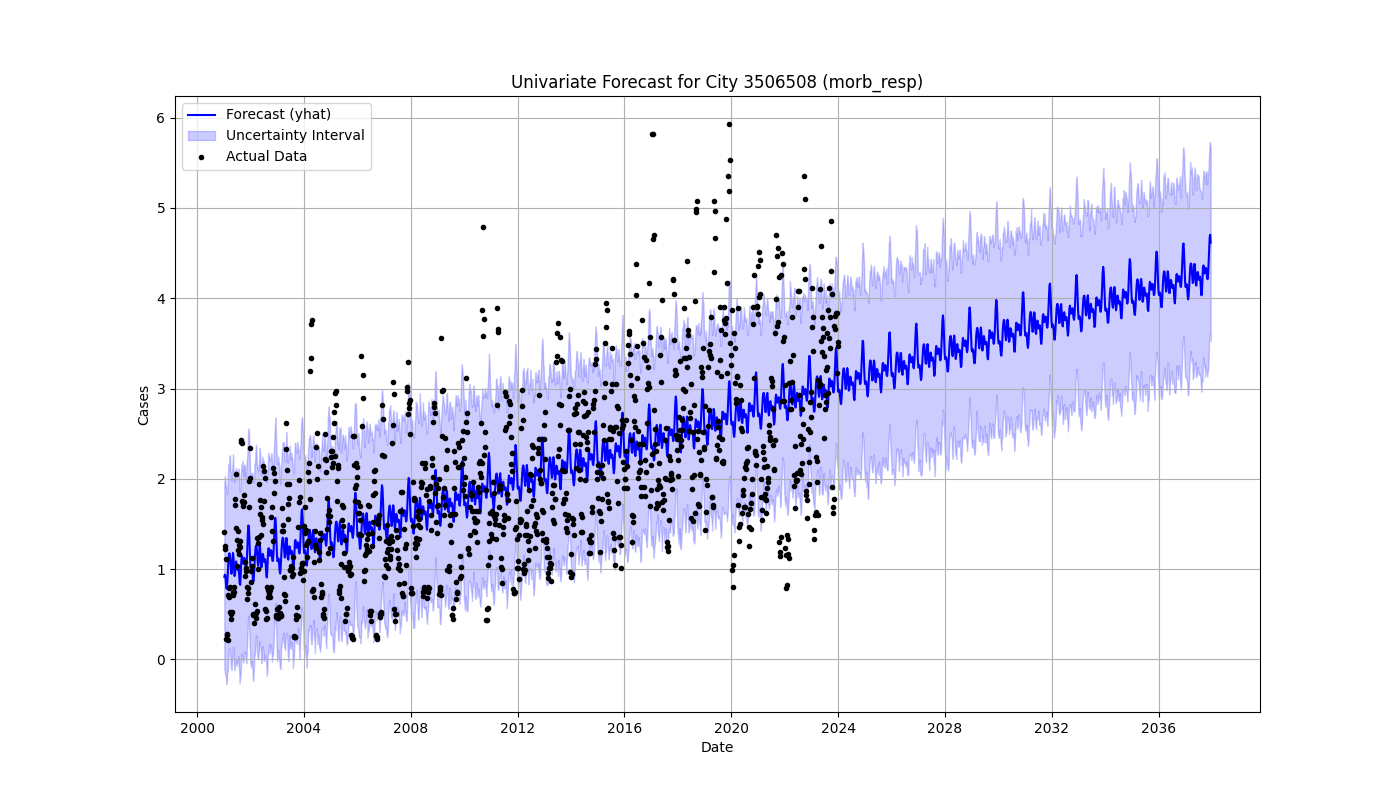 Univariate Forecast for City 3506508 (morb_resp)
Forecast (yhat)
Uncertainty Interval
Actual Data
Cases
6
5
4
3
2
1
0
2000 2004 2008 2012 2016 2020 2024 2028 2032 2036
Date